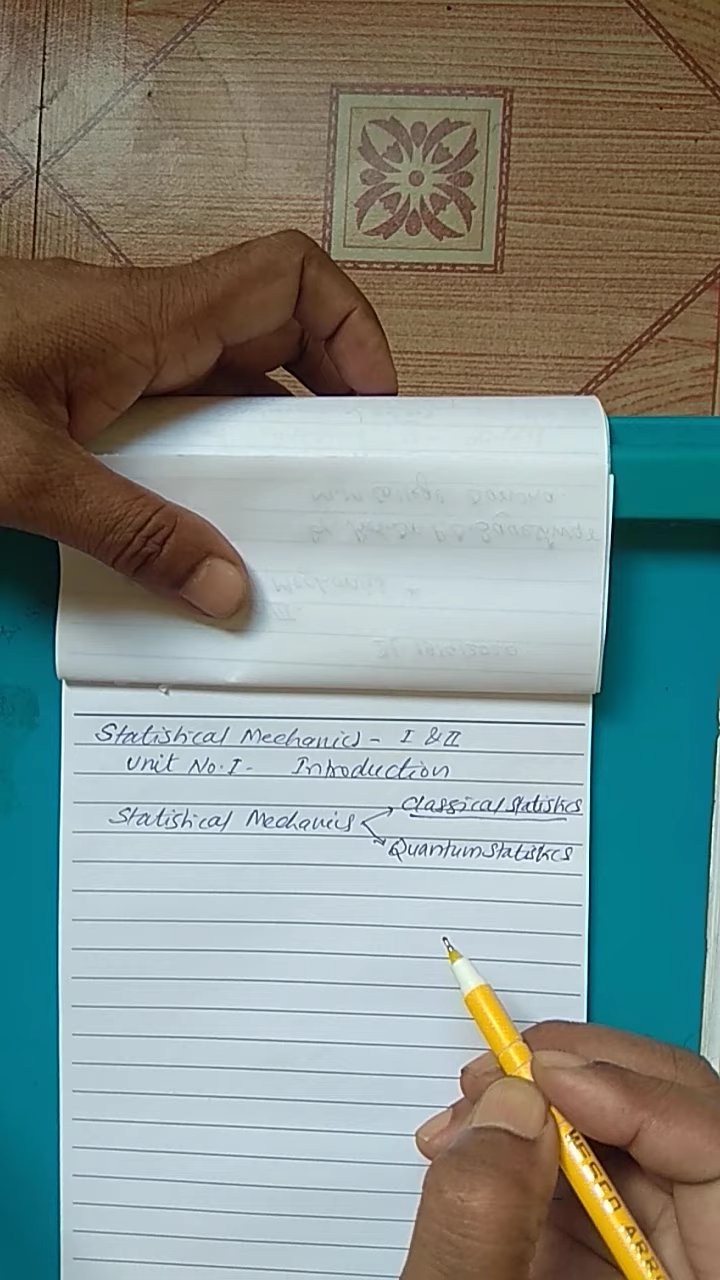 Statistical Mechanics - I & II
Unit No. I - Introduction
Classical Statistics
Statistical Mechanics
Quantum Statistics